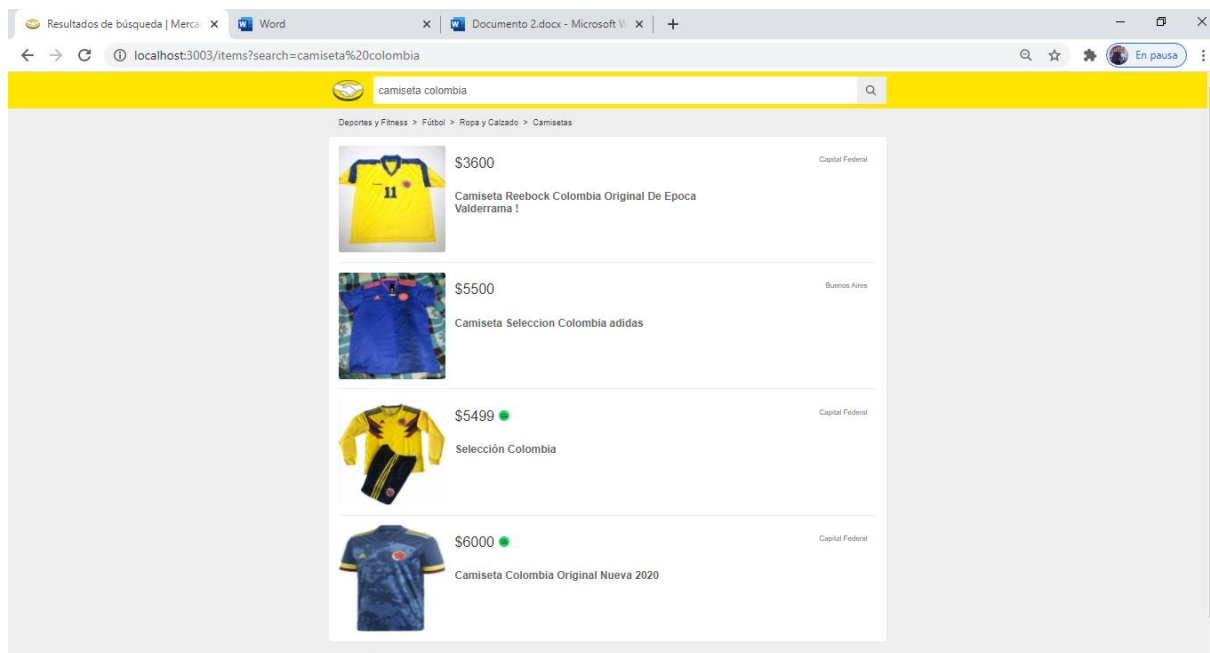 Resultados de búsqueda | Merca
Word
Documento 2.docx - Microsoft W
localhost:3003/items?search=camiseta%20colombia
En pausa
camiseta colombia
Deportes y Fitness > Fútbol > Ropa y Calzado > Camisetas
$3600
Capital Federal
Camiseta Reebock Colombia Original De Epoca
Valderrama !
11
$5500
Buenos Aires
Camiseta Seleccion Colombia adidas
$5499
Capital Federal
Selección Colombia
$6000
Capital Federal
Camiseta Colombia Original Nueva 2020